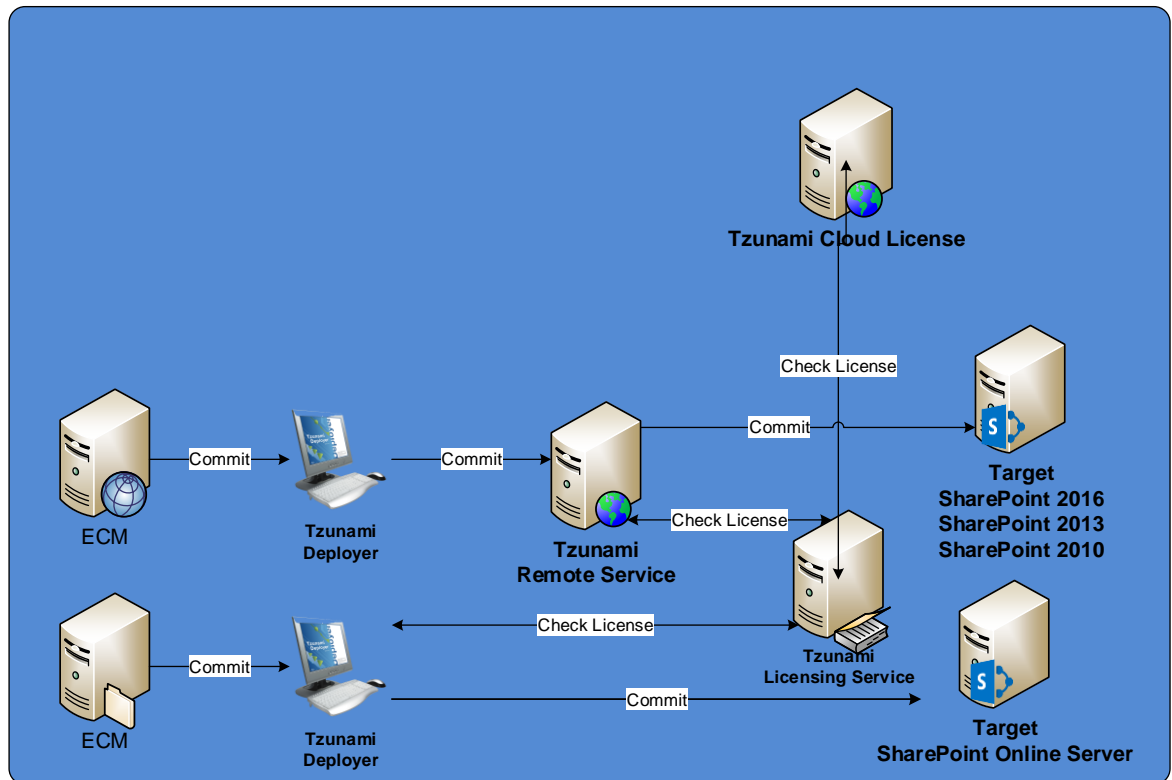 Tzunami Cloud License
Check License
Commit
Commit
Commit
Target
SharePoint 2016
SharePoint 2013
SharePoint 2010
ECM
Tzunami
Deployer
Check License
Tzunami
Remote Service
Check License
Tzunami
Licensing Service
Commit
Commit
ECM
Tzunami
Deployer
Target
SharePoint Online Server